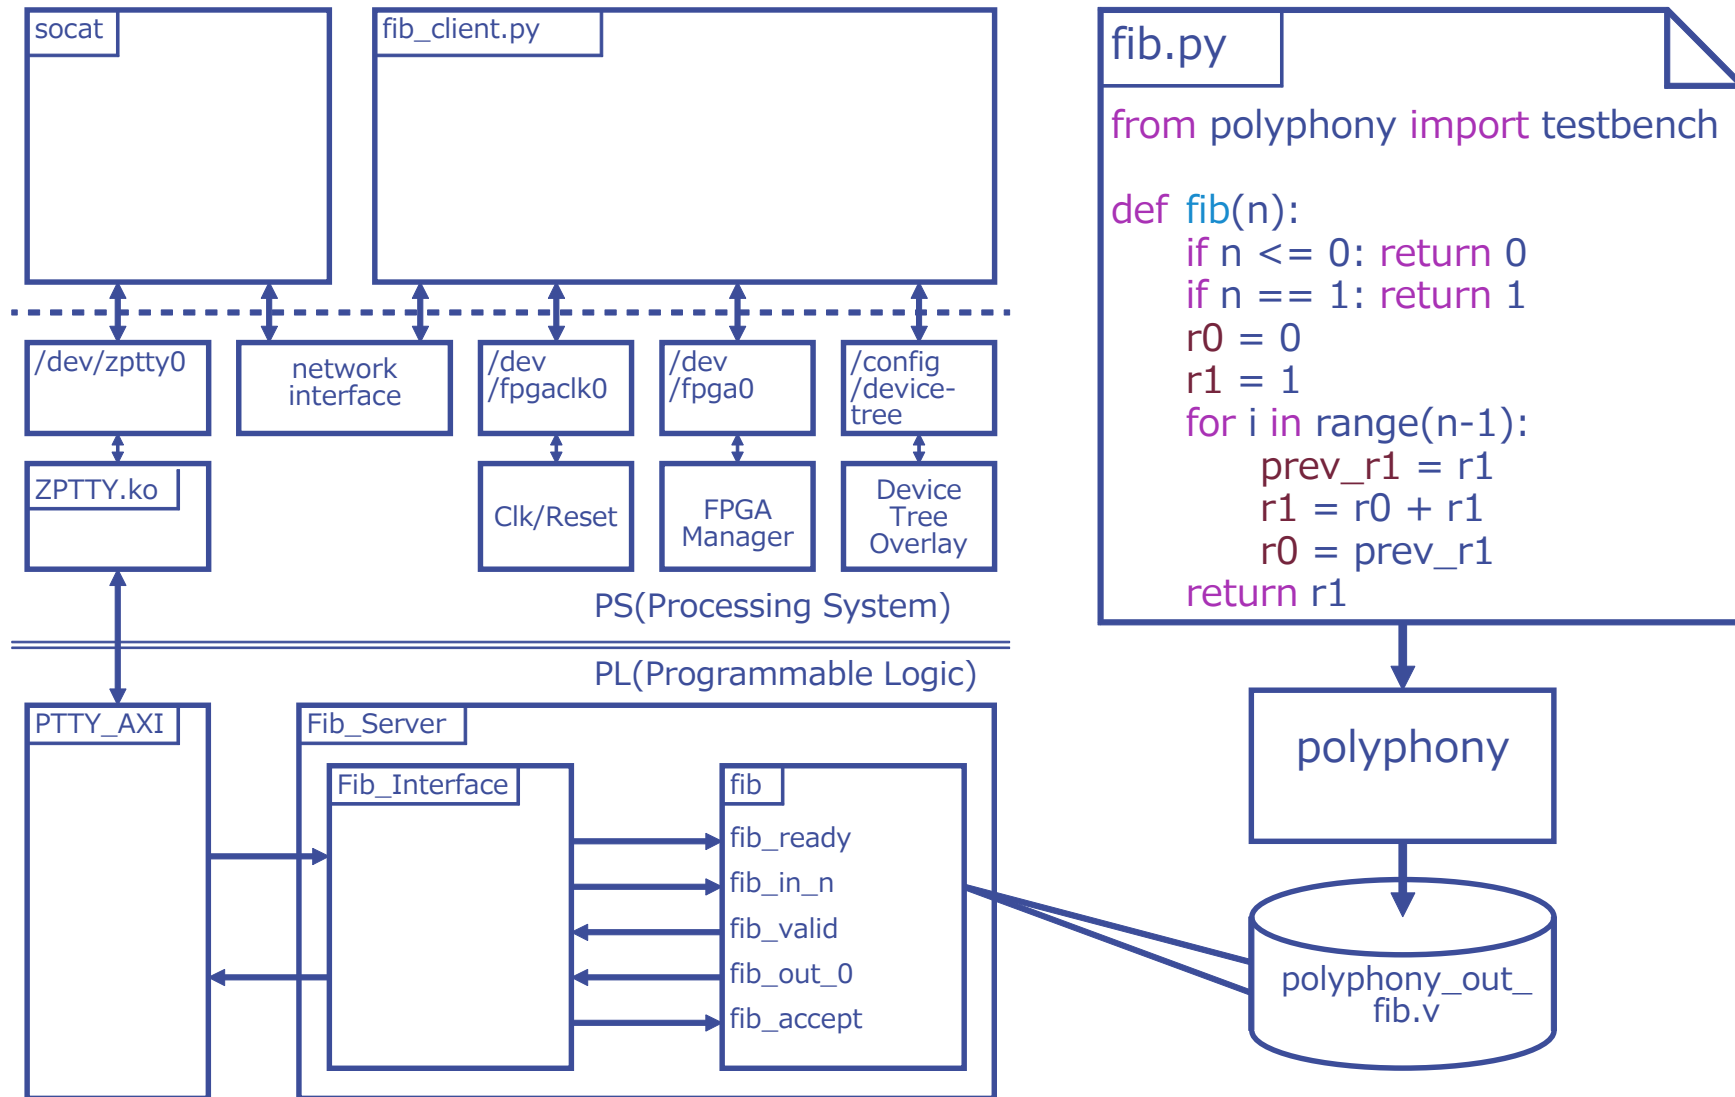 socat
fib_client.py
/dev/zptty0
network
interface
/dev
/fpgaclk0
/dev
/fpga0
/config
/device-
tree
ZPTTY.ko
Clk/Reset
FPGA
Manager
Device
Tree
Overlay
PS(Processing System)
PL(Programmable Logic)
PTTY_AXI
Fib_Server
Fib_Interface
fib
fib_ready
fib_in_n
fib_valid
fib_out_0
fib_accept
fib.py
from polyphony import testbench
def fib(n):
if n <= 0: return 0
if n == 1: return 1
r0 = 0
r1 = 1
for i in range(n-1):
prev_r1 = r1
r1 = r0 + r1
r0 = prev_r1
return r1
polyphony
polyphony_out_
fib.v